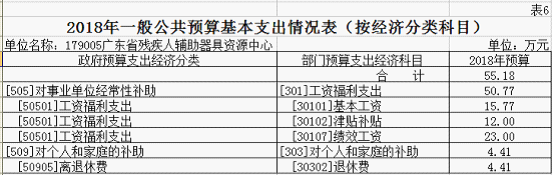 表6
2018年一般公共预算基本支出情况表（按经济分类科目）
单位名称：179005广东省残疾人辅助器具资源中心 单位：万元
政府预算支出经济分类 部门预算支出经济科目 2018年预算
合 计 55.18
[505]对事业单位经常性补助 [301]工资福利支出 50.77
[50501]工资福利支出 [30101]基本工资 15.77
[50501]工资福利支出 [30102]津贴补贴 12.00
[50501]工资福利支出 [30107]绩效工资 23.00
[509]对个人和家庭的补助 [303]对个人和家庭的补助 4.41
[50905]离退休费 [30302]退休费 4.41